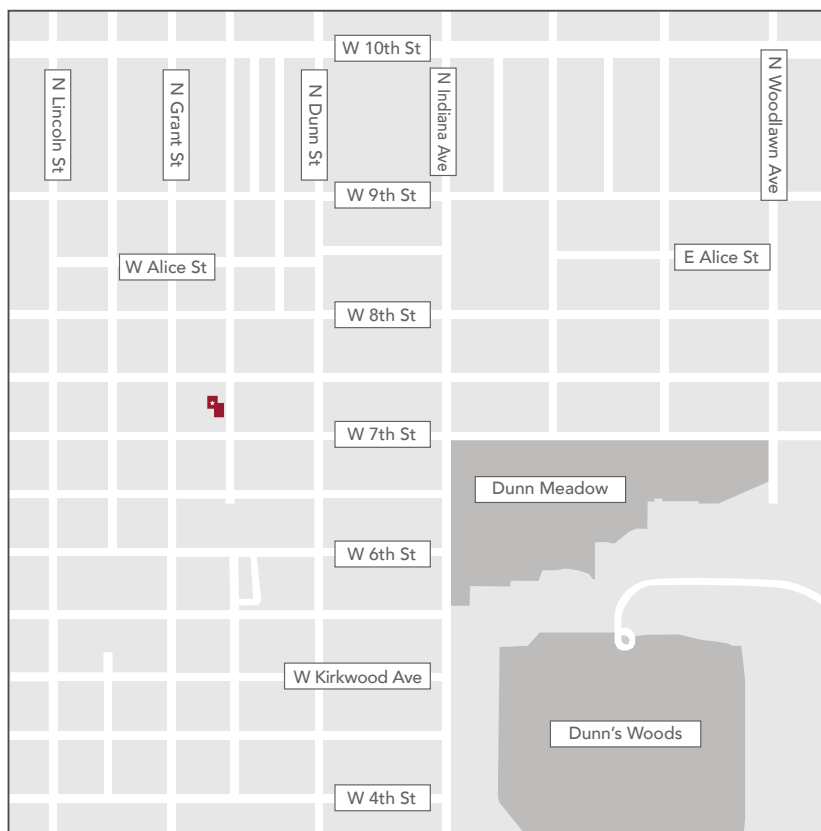 W 10th St
N Lincoln St
N Grant St
N Dunn St
N Indiana Ave
N Woodlawn Ave
W 9th St
W Alice St
E Alice St
W 8th St
W 7th St
Dunn Meadow
W 6th St
W Kirkwood Ave
Dunn's Woods
W 4th St